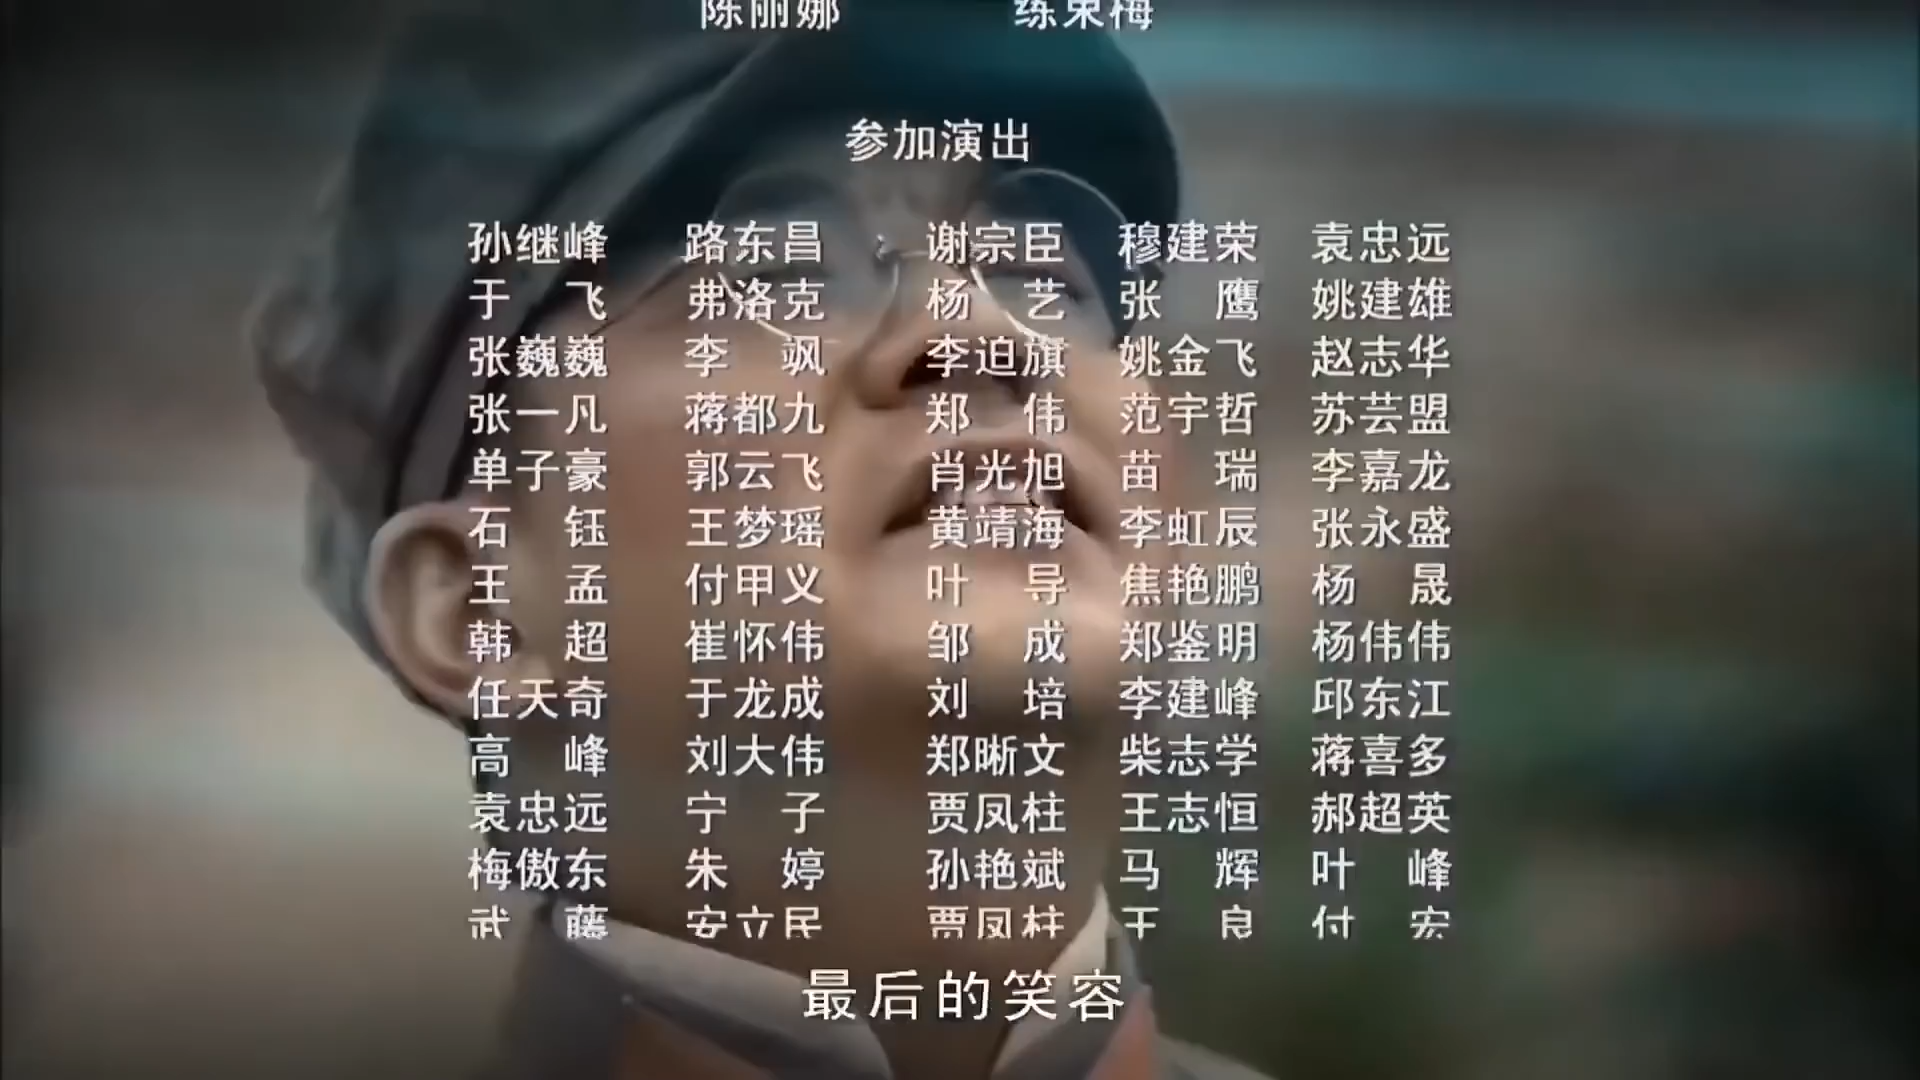 陈丽娜 练束梅
参加演出
孙继峰 路东昌 谢宗臣 穆建荣 袁忠远
于 飞 弗洛克 杨 艺 张 鹰 姚建雄
张巍巍 李 飒 李迫旗 姚金飞 赵志华
张一凡 蒋都九 郑 伟 范宇哲 苏芸盟
单子豪 郭云飞 肖光旭 苗 瑞 李嘉龙
石 钰 王梦瑶 黄靖海 李虹辰 张永盛
王 孟 付甲义 叶 导 焦艳鹏 杨 晟
韩 超 崔怀伟 邹 成 郑鉴明 杨伟伟
任天奇 于龙成 刘 培 李建峰 邱东江
高 峰 刘大伟 郑晰文 柴志学 蒋喜多
袁忠远 宁 子 贾凤柱 王志恒 郝超英
梅傲东 朱 婷 孙艳斌 马 辉 叶 峰
武 藤 安立民 贾凤柱 王 良 付 宏
最后的笑容